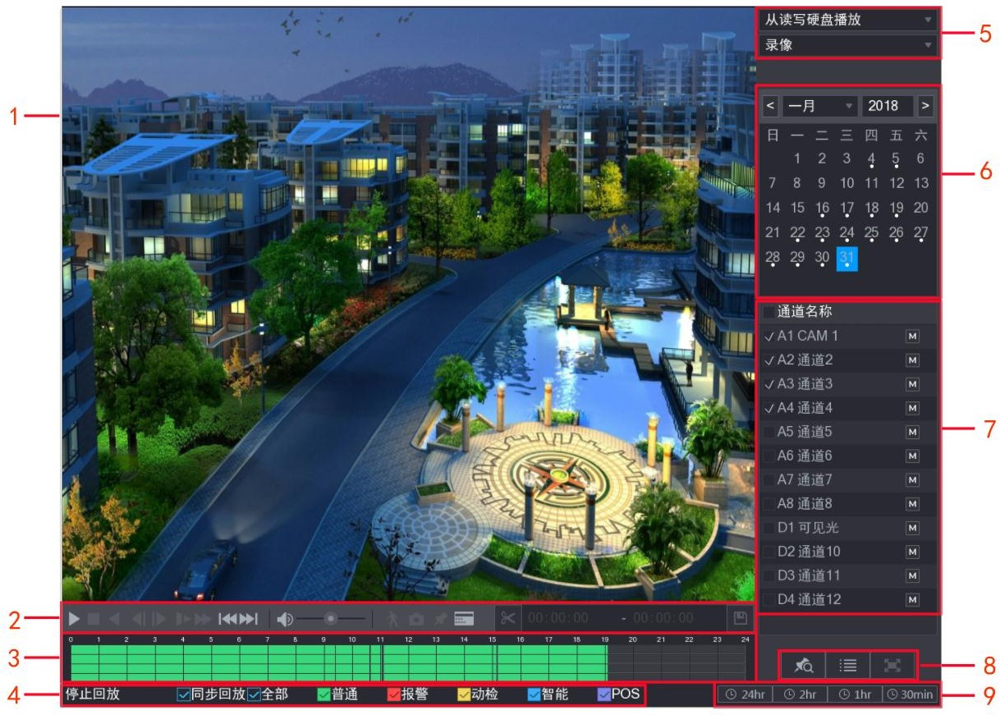 从读写硬盘播放
录像
5
< 一月 2018 >
日 一 二 三 四 五 六
1 2 3 4 5 6
7 8 9 10 11 12 13
14 15 16 17 18 19 20
21 22 23 24 25 26 27
28 29 30 31
1
6
通道名称
A1 CAM 1 M
A2 通道2 M
A3 通道3 M
A4 通道4 M
A5 通道5 M
A6 通道6 M
A7 通道7 M
A8 通道8 M
D1 可见光 M
D2 通道10 M
D3 通道11 M
D4 通道12 M
7
2
00:00:00 - 00:00:00
3
0 1 2 3 4 5 6 7 8 9 10 11 12 13 14 15 16 17 18 19 20 21 22 23 24
8
4
停止回放 同步回放 全部 普通 报警 动检 智能 POS
24hr 2hr 1hr 30min
9